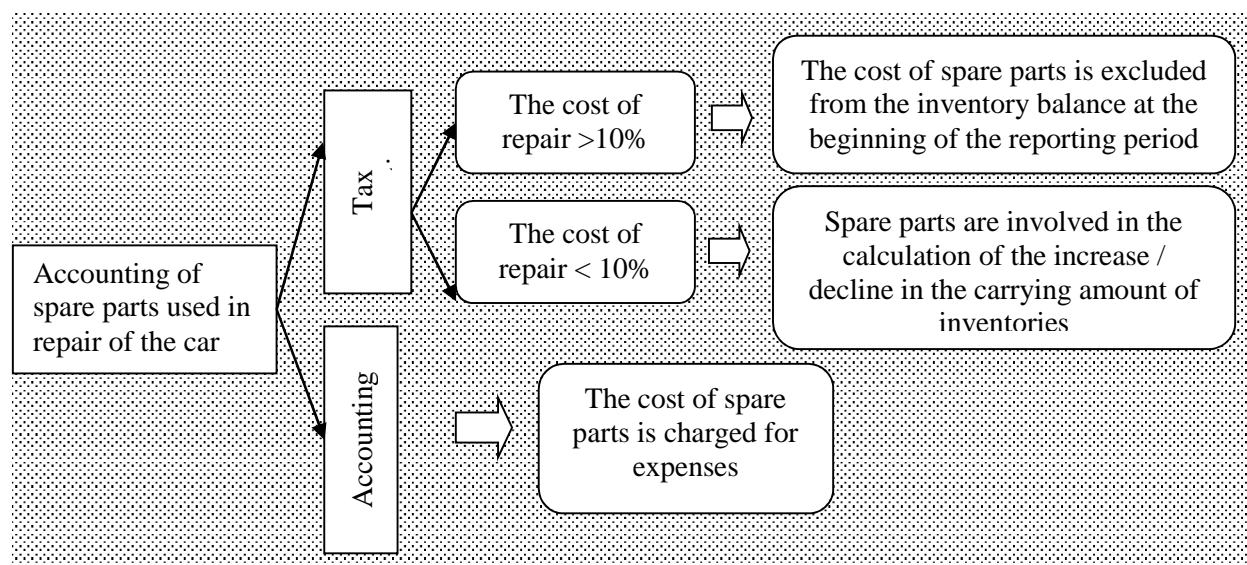 Accounting of
spare parts used in
repair of the car
Tax
Accounting
The cost of
repair >10%
The cost of
repair < 10%
The cost of spare parts is excluded
from the inventory balance at the
beginning of the reporting period
Spare parts are involved in the
calculation of the increase /
decline in the carrying amount of
inventories
The cost of spare
parts is charged for
expenses